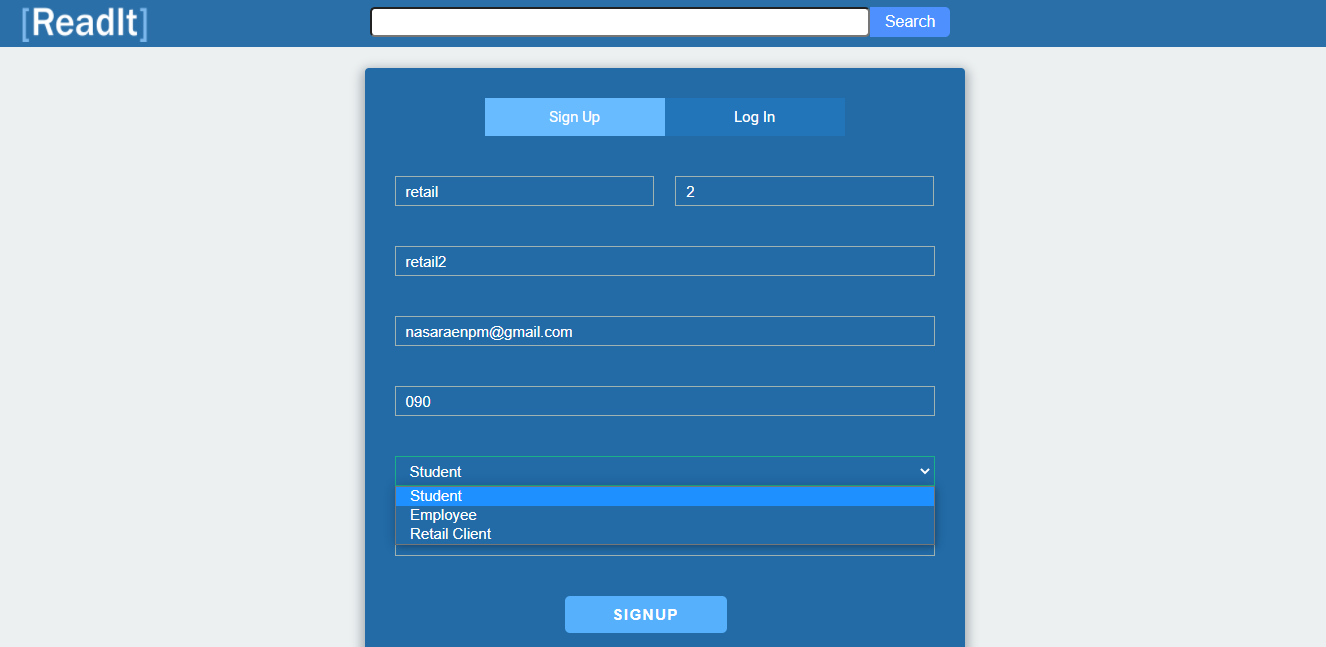 [ReadIt]
Search
Sign Up Log In
retail 2
retail2
nasaraenpm@gmail.com
090
Student
Student
Employee
Retail Client
SIGNUP